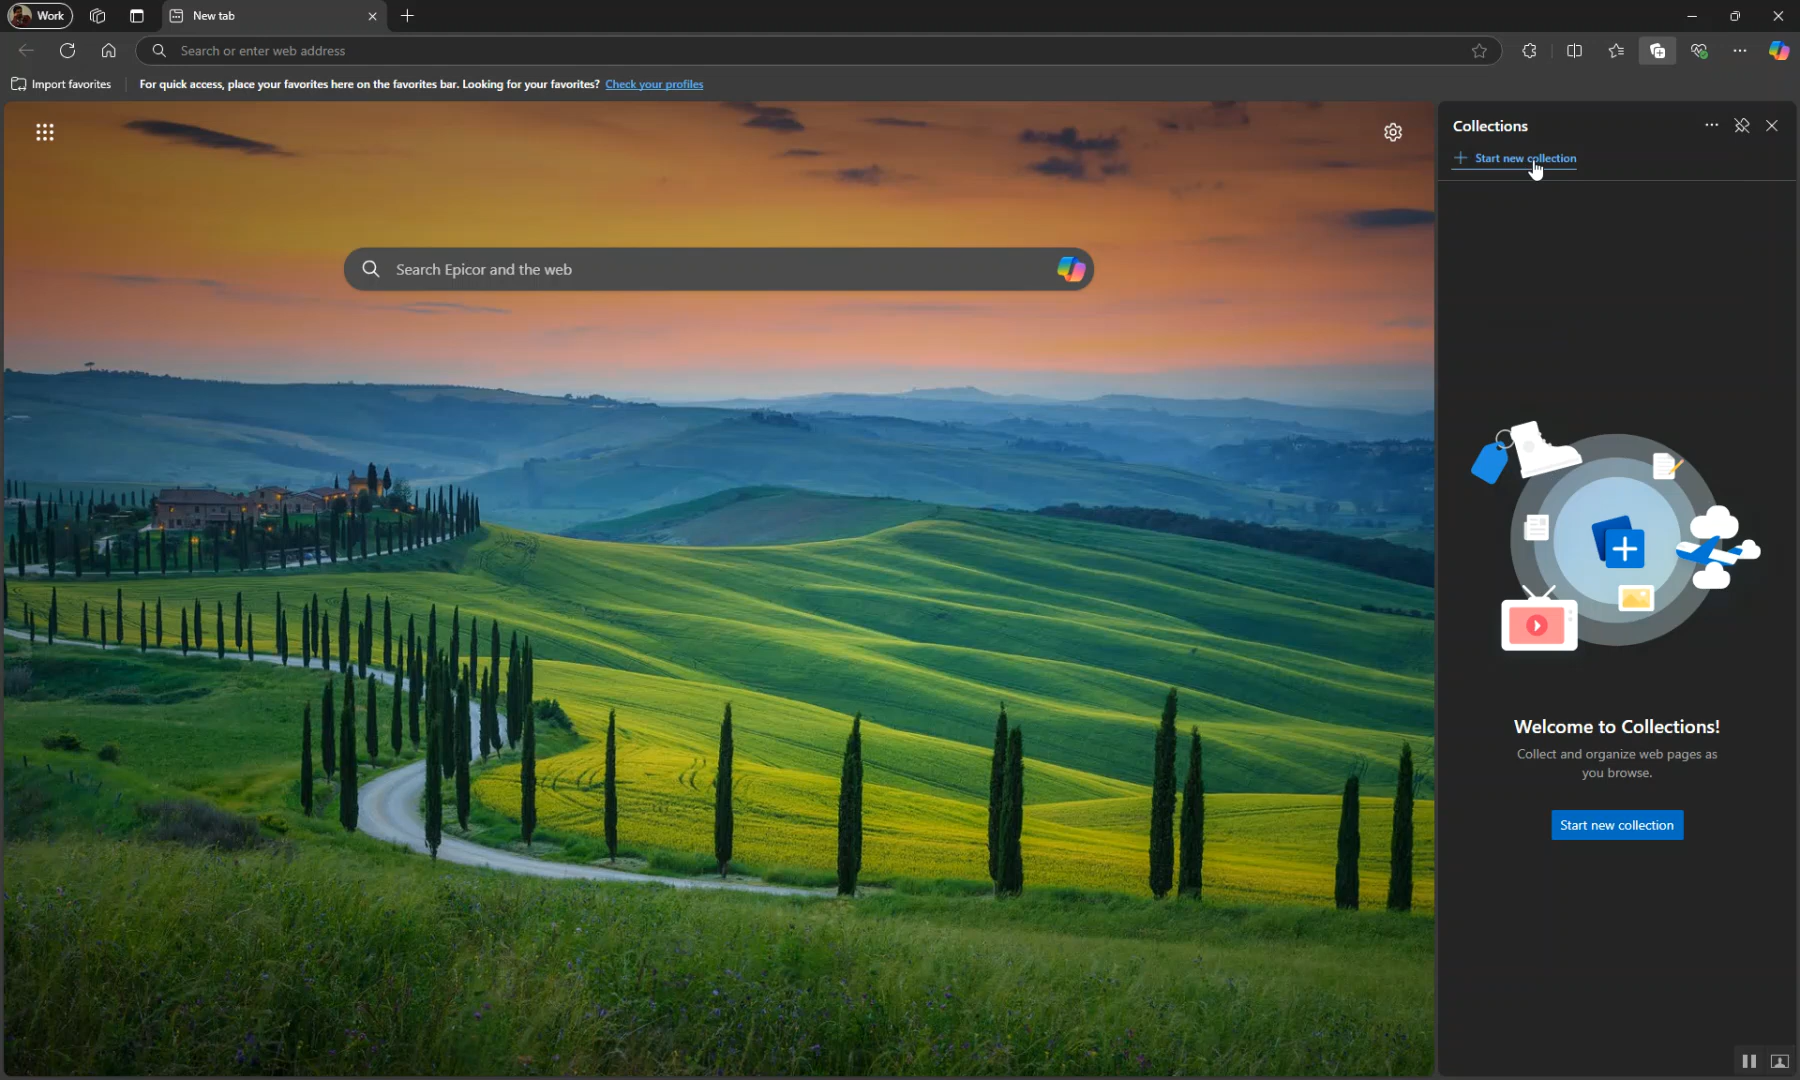 Work
New tab
Search or enter web address
Import favorites
For quick access, place your favorites here on the favorites bar. Looking for your favorites? Check your profiles
Search Epicor and the web
Collections
Start new collection
Welcome to Collections!
Collect and organize web pages as
you browse.
Start new collection